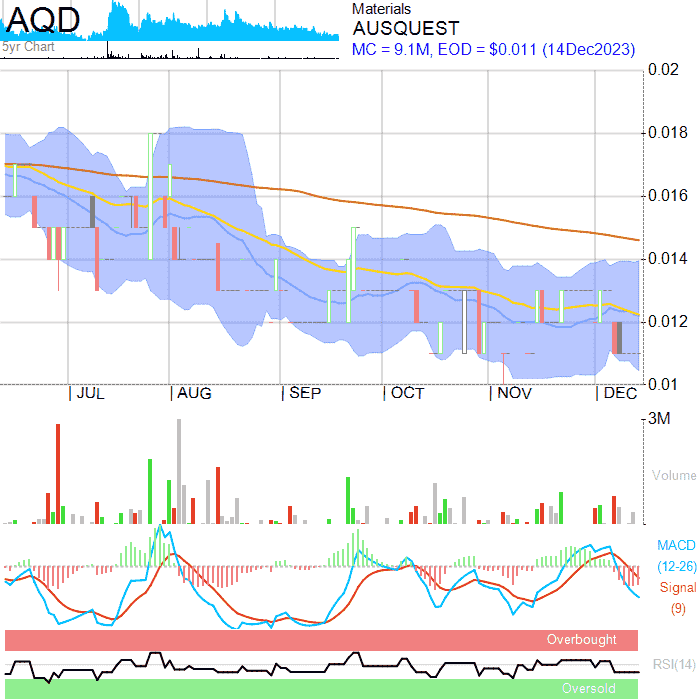 AQD
5yr Chart
Materials
AUSQUEST
MC = 9.1M, EOD = $0.011 (14Dec2023)
0.02
0.018
0.016
0.014
0.012
0.01
JUL
AUG
SEP
OCT
NOV
DEC
3M
Volume
MACD
(12-26)
Signal
(9)
Overbought
RSI(14)
Oversold